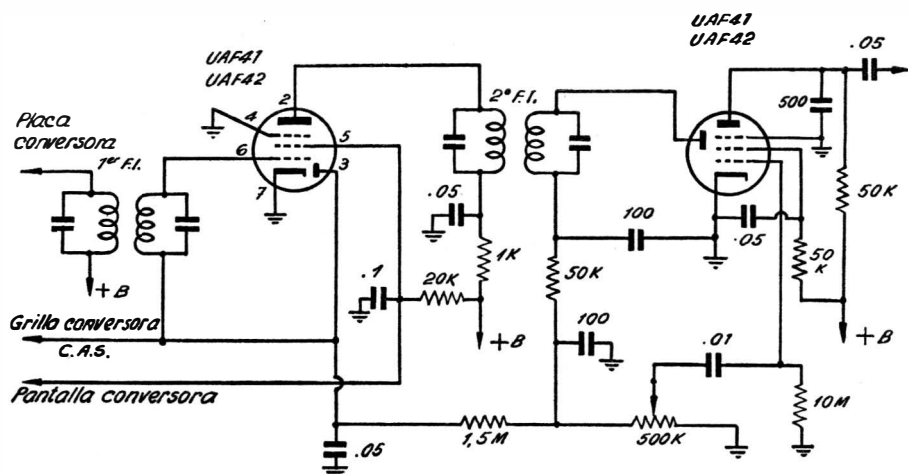 UAF41
UAF42
UAF41
UAF42
.05
2
2º F.I.
500
4
5
Placa
conversora
6
3
1er F.I.
7
.05
50K
100
.05
1K
50K
50
K
.1
20K
+B
Grilla conversora
C.A.S.
+B
100
+B
.01
Pantalla conversora
10M
1,5M
500K
.05